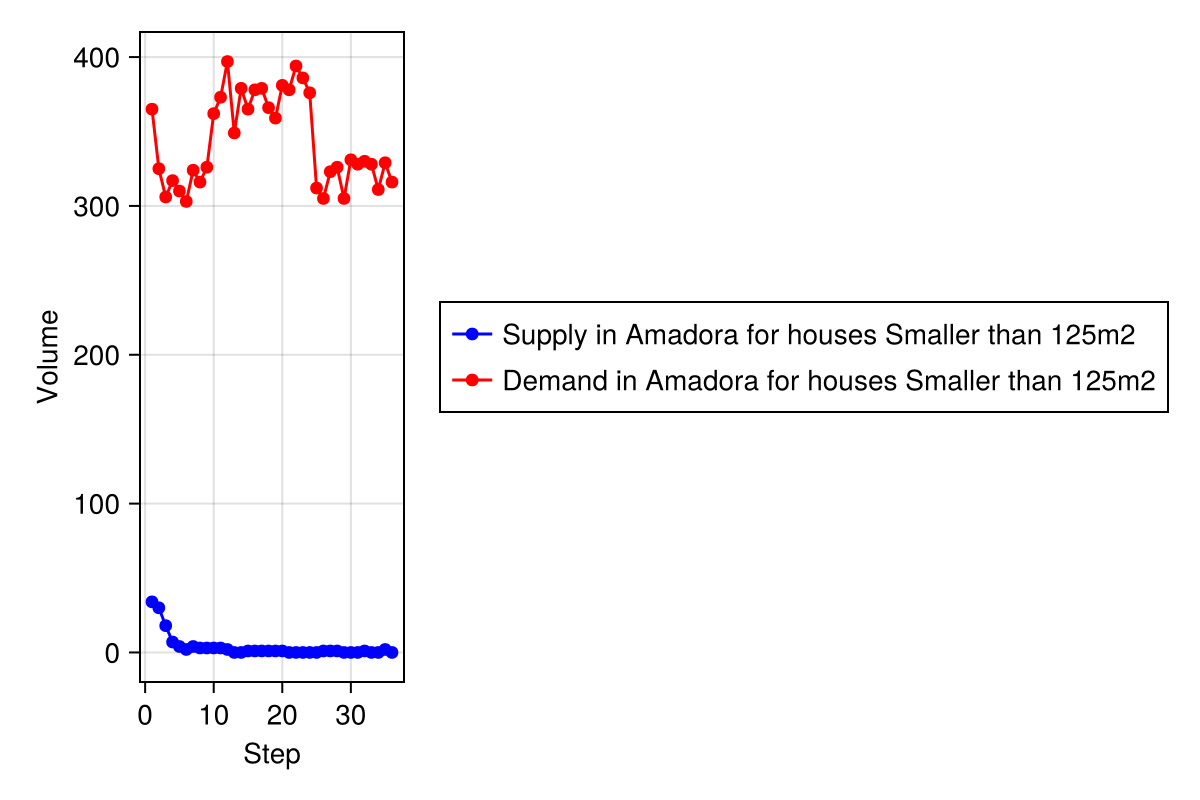 400
300
200
100
0
Volume
0 10 20 30
Step
Supply in Amadora for houses Smaller than 125m2
Demand in Amadora for houses Smaller than 125m2